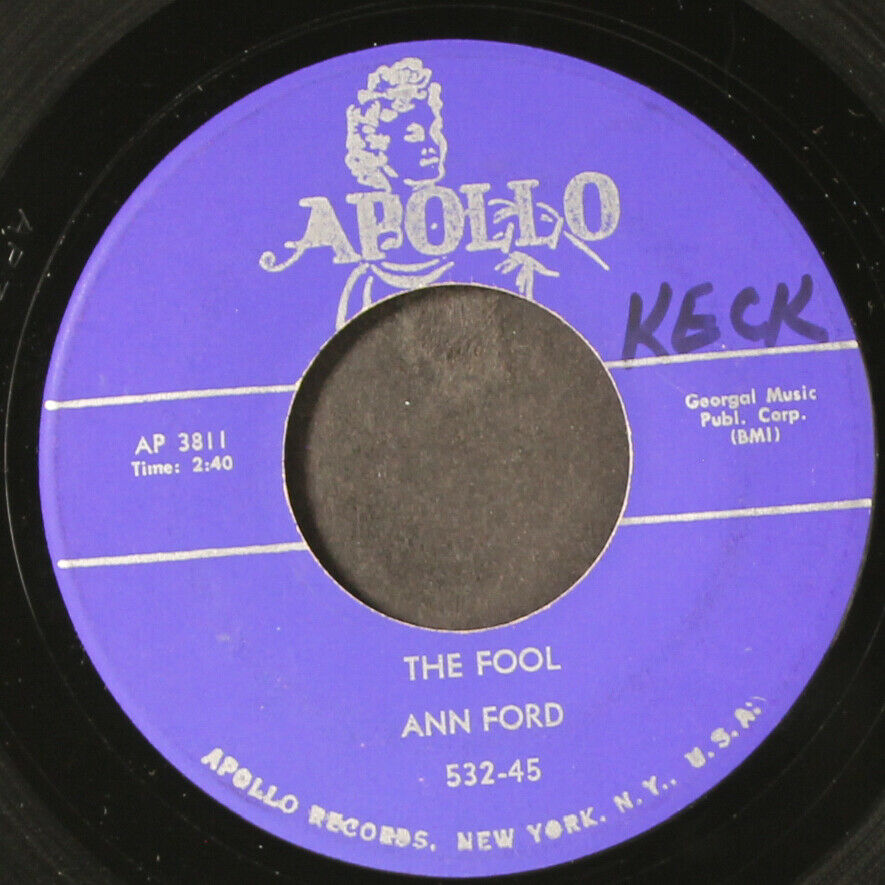 APOLLO
KECK
AP 3811
Time: 2:40
Georgal Music
Publ. Corp.
(BMI)
THE FOOL
ANN FORD
532-45
APOLLO RECORDS, NEW YORK, N.Y., U.S.A.